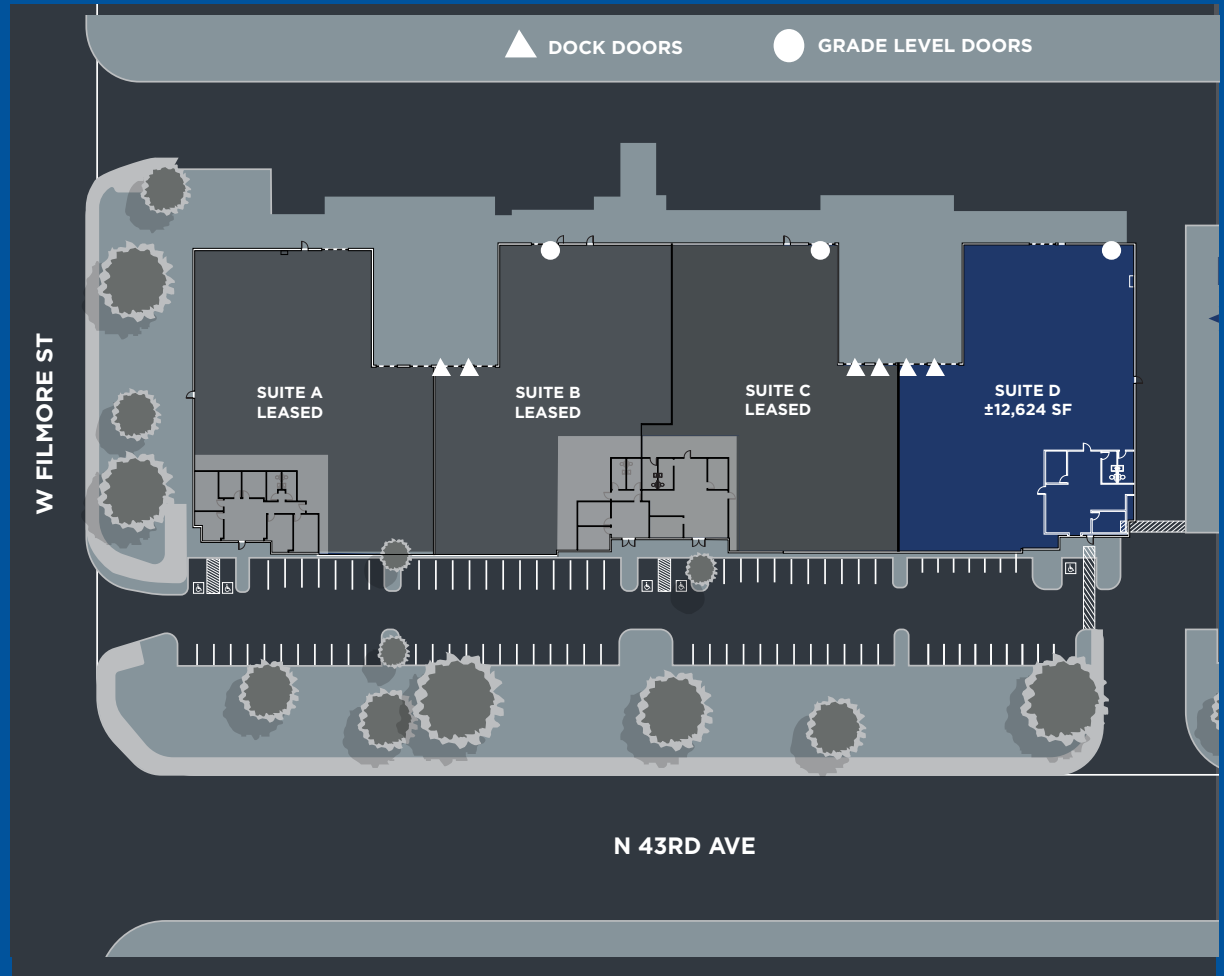 DOCK DOORS
GRADE LEVEL DOORS
W FILMORE ST
SUITE A
LEASED
SUITE B
LEASED
SUITE C
LEASED
SUITE D
±12,624 SF
N 43RD AVE